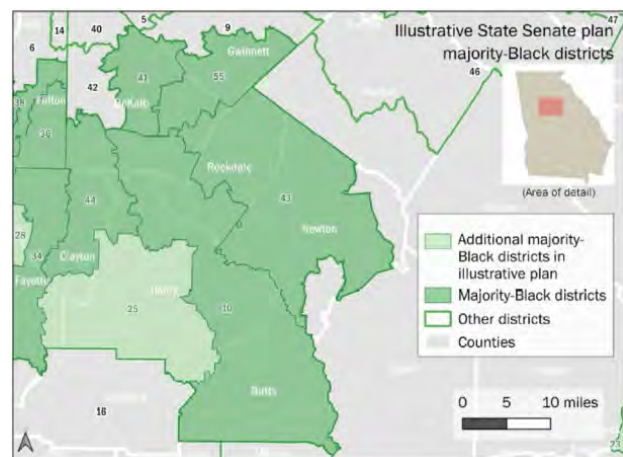 Illustrative State Senate plan
majority-Black districts
(Area of detail)
Additional majority-
Black districts in
illustrative plan
Majority-Black districts
Other districts
Counties
0 5 10 miles
5
9
47
14
40
6
Gwinnett
46
41
55
42
DeKalb
Fulton
38
Rockdale
44
43
Newton
28
34
Clayton
Fayette
Henry
25
10
Butts
16
23